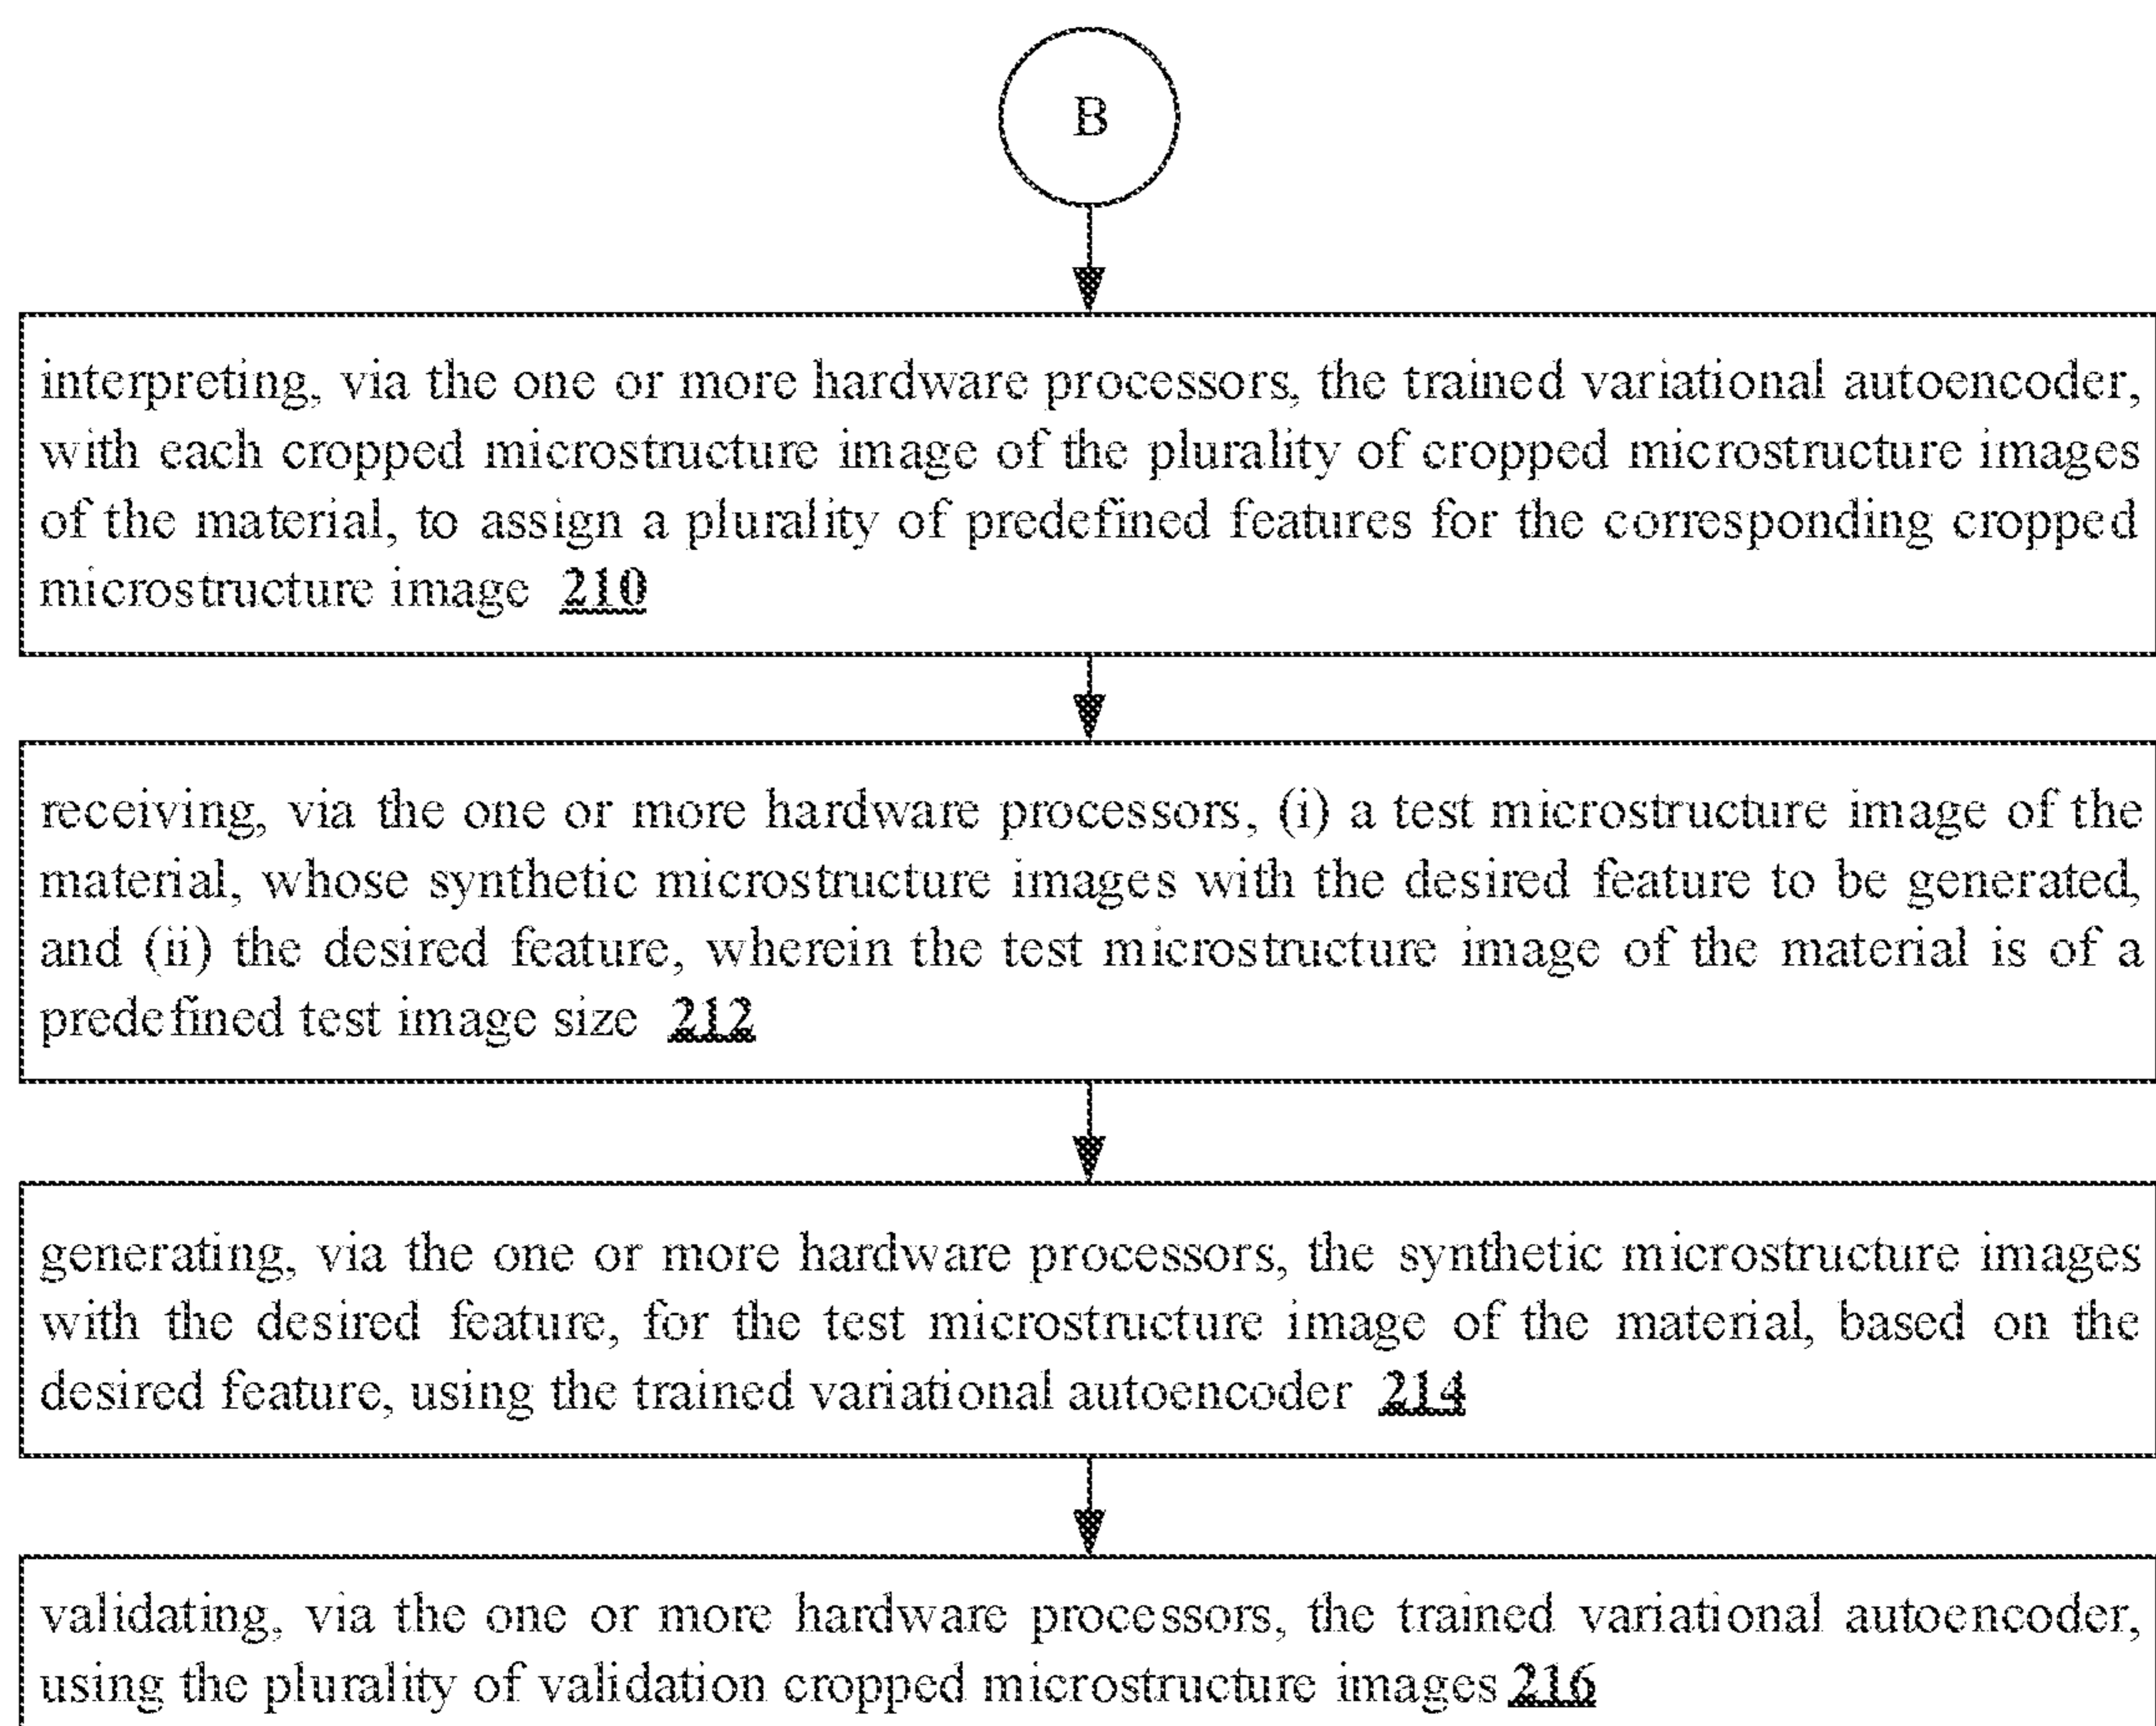 B
interpreting, via the one or more hardware processors, the trained variational autoencoder,
with each cropped microstructure image of the plurality of cropped microstructure images
of the material, to assign a plurality of predefined features for the corresponding cropped
microstructure image 210
receiving, via the one or more hardware processors, (i) a test microstructure image of the
material, whose synthetic microstructure images with the desired feature to be generated,
and (ii) the desired feature, wherein the test microstructure image of the material is of a
predefined test image size 212
generating, via the one or more hardware processors, the synthetic microstructure images
with the desired feature, for the test microstructure image of the material, based on the
desired feature, using the trained variational autoencoder 214
validating, via the one or more hardware processors, the trained variational autoencoder,
using the plurality of validation cropped microstructure images 216